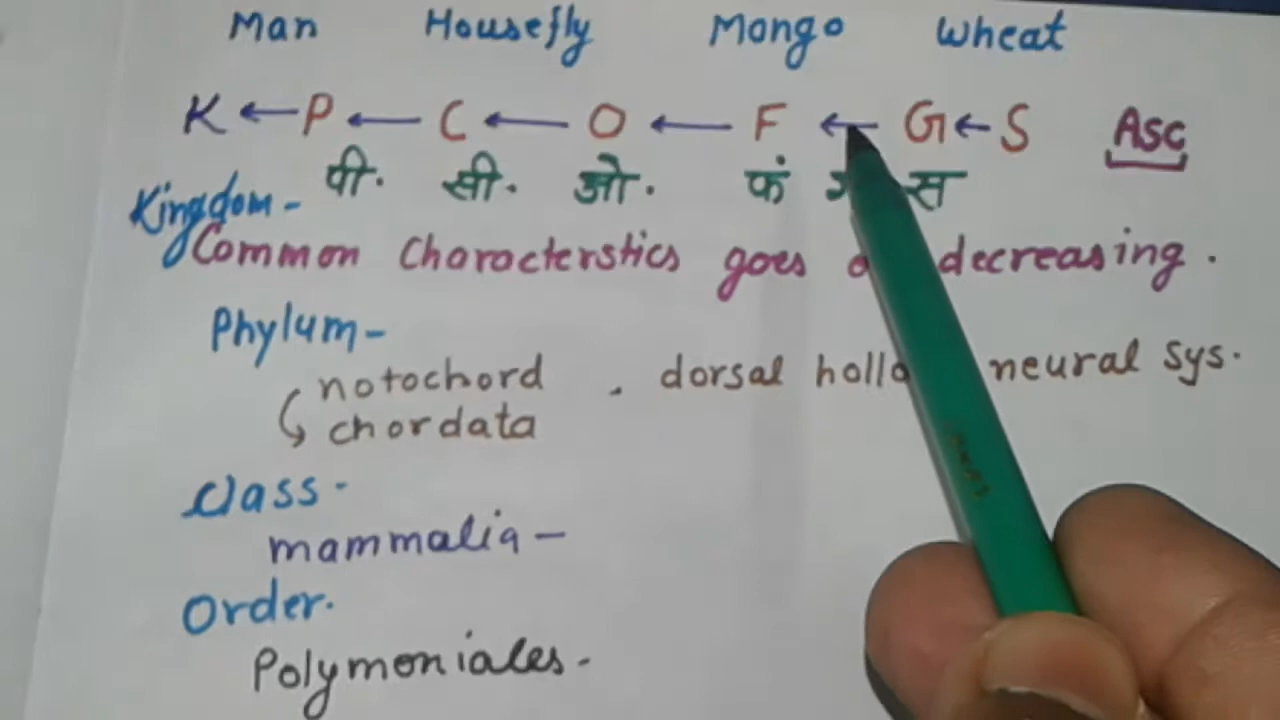 Man Housefly Mongo Wheat
K ← P ← C ← O ← F ← G ← S Asc
पी. सी. ओ. फं स
Kingdom -
Common Characterstics goes decreasing.
Phylum -
notochord . dorsal neural sys.
chordata
Class -
mammalia -
Order.
Polymoniales.